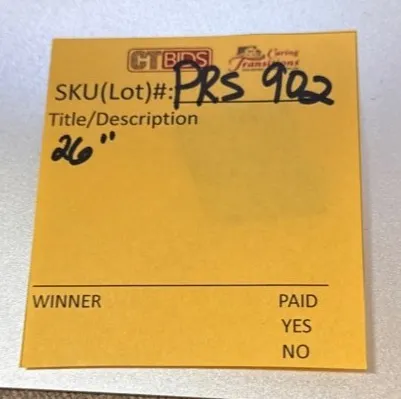 CTBIDS Caring Transitions
SKU(Lot)#: PRS 902
Title/Description
26"
WINNER PAID
YES
NO